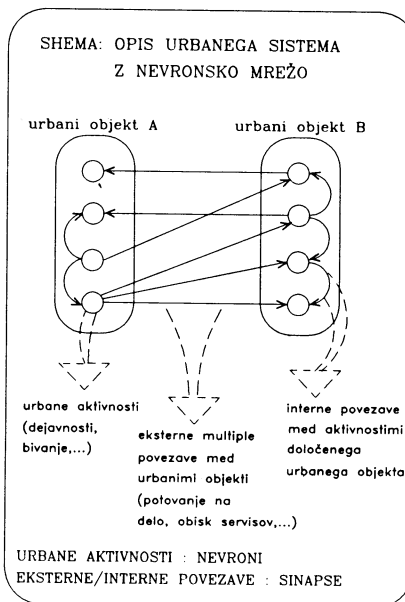 SHEMA: OPIS URBANEGA SISTEMA
Z NEVRONSKO MREŽO
urbani objekt A
urbani objekt B
urbane aktivnosti
(dejavnosti,
bivanje,...)
eksterne multiple
povezave med
urbanimi objekti
(potovanje na
delo, obisk servisov,...)
interne povezave
med aktivnostimi
določenega
urbanega objekta
URBANE AKTIVNOSTI : NEVRONI
EKSTERNE/INTERNE POVEZAVE : SINAPSE